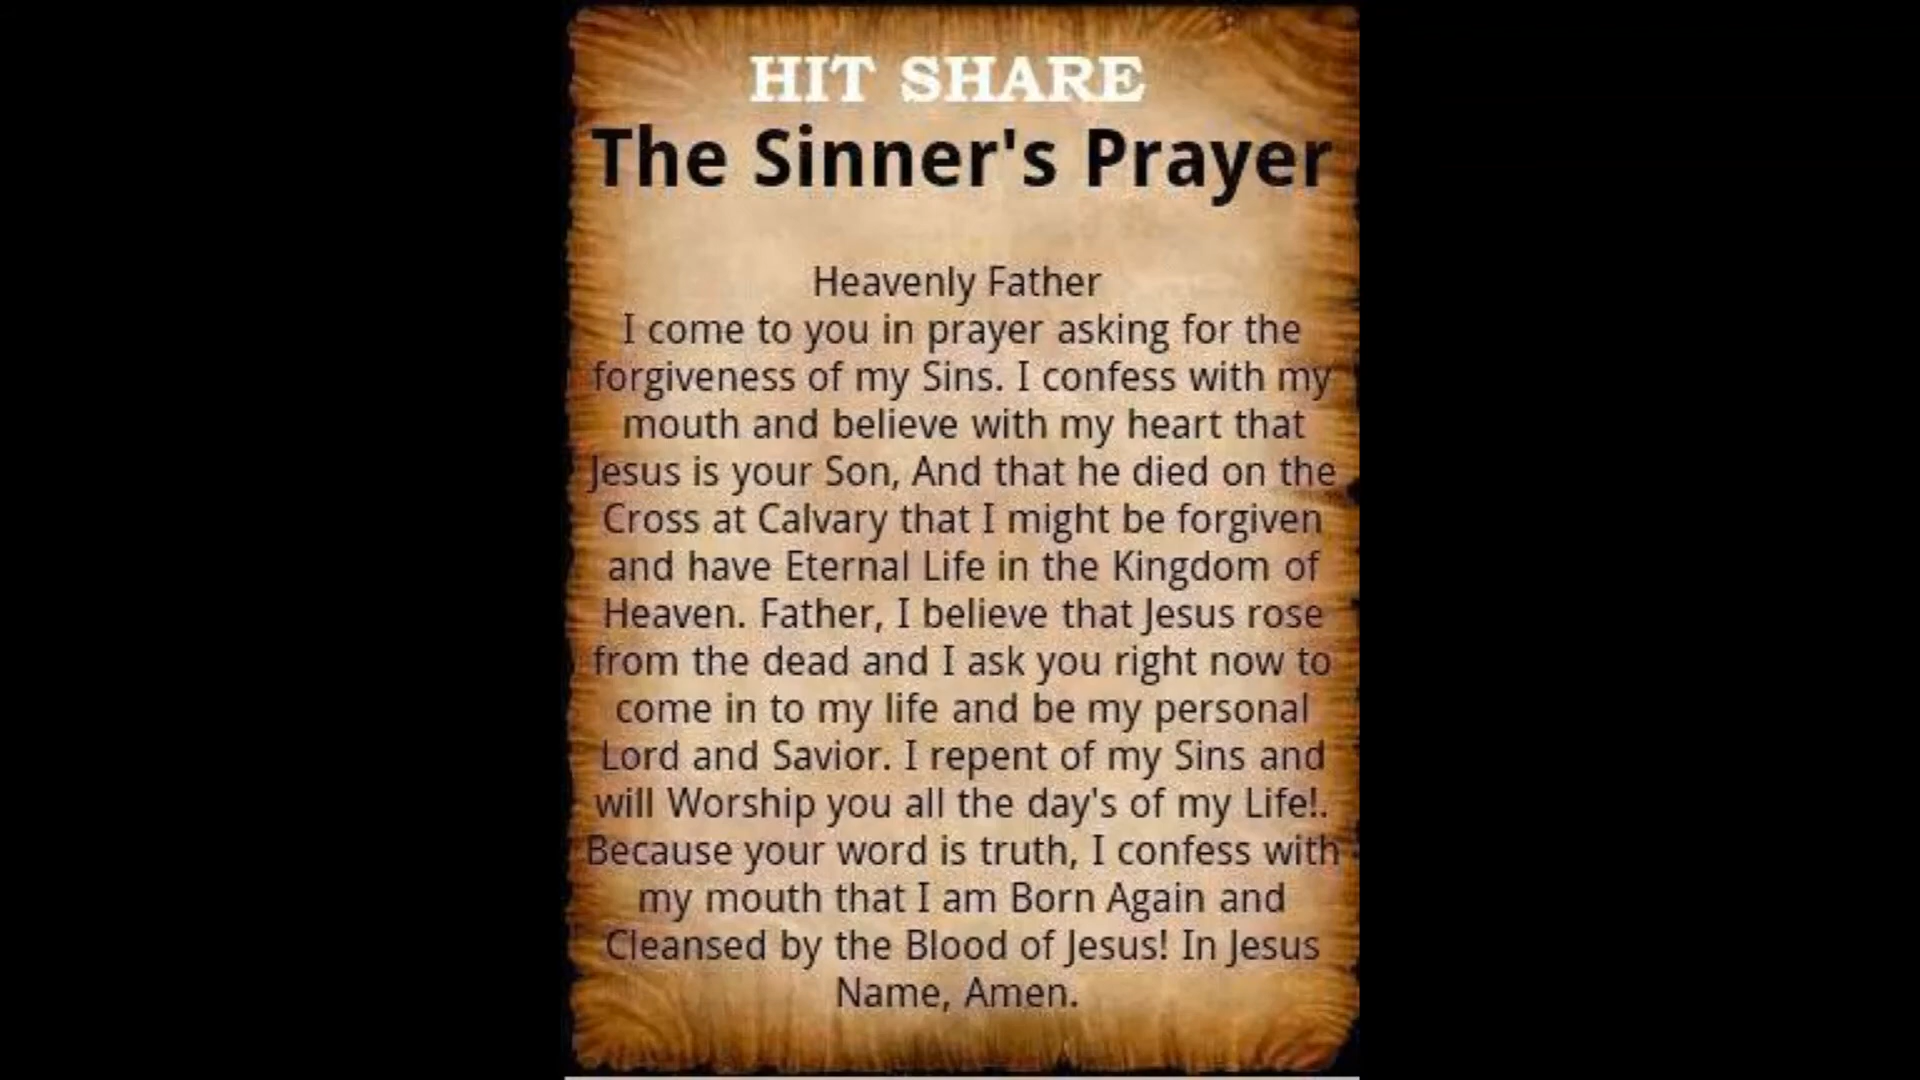 HIT SHARE
The Sinner's Prayer
Heavenly Father
I come to you in prayer asking for the
forgiveness of my Sins. I confess with my
mouth and believe with my heart that
Jesus is your Son, And that he died on the
Cross at Calvary that I might be forgiven
and have Eternal Life in the Kingdom of
Heaven. Father, I believe that Jesus rose
from the dead and I ask you right now to
come in to my life and be my personal
Lord and Savior. I repent of my Sins and
will Worship you all the day's of my Life!.
Because your word is truth, I confess with
my mouth that I am Born Again and
Cleansed by the Blood of Jesus! In Jesus
Name, Amen.